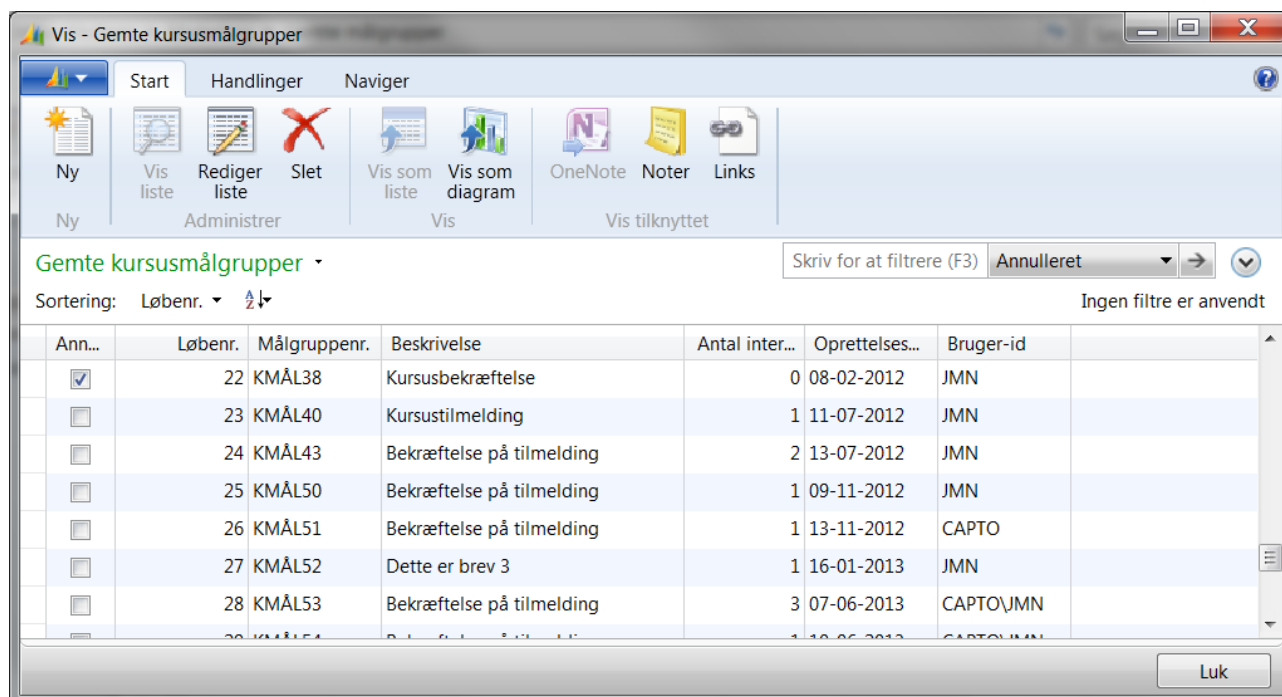 Vis - Gemte kursusmålgrupper
Start Handlinger Naviger
Ny Vis liste Rediger liste Slet Vis som liste Vis som diagram OneNote Noter Links
Ny Administrer Vis Vis tilknyttet
Gemte kursusmålgrupper Skriv for at filtrere (F3) Annulleret
Sortering: Løbenr. Ingen filtre er anvendt
Ann... Løbenr. Målgruppenr. Beskrivelse Antal inter... Oprettelses... Bruger-id
22 KMÅL38 Kursusbekræftelse 0 08-02-2012 JMN
23 KMÅL40 Kursustilmelding 1 11-07-2012 JMN
24 KMÅL43 Bekræftelse på tilmelding 2 13-07-2012 JMN
25 KMÅL50 Bekræftelse på tilmelding 1 09-11-2012 JMN
26 KMÅL51 Bekræftelse på tilmelding 1 13-11-2012 CAPTO
27 KMÅL52 Dette er brev 3 1 16-01-2013 JMN
28 KMÅL53 Bekræftelse på tilmelding 3 07-06-2013 CAPTO\JMN
Luk